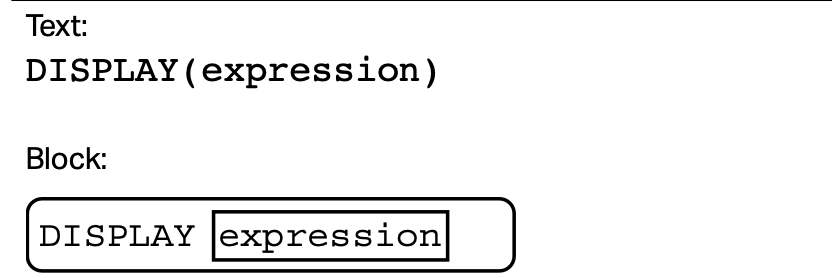 Text:
DISPLAY(expression)
Block:
DISPLAY expression